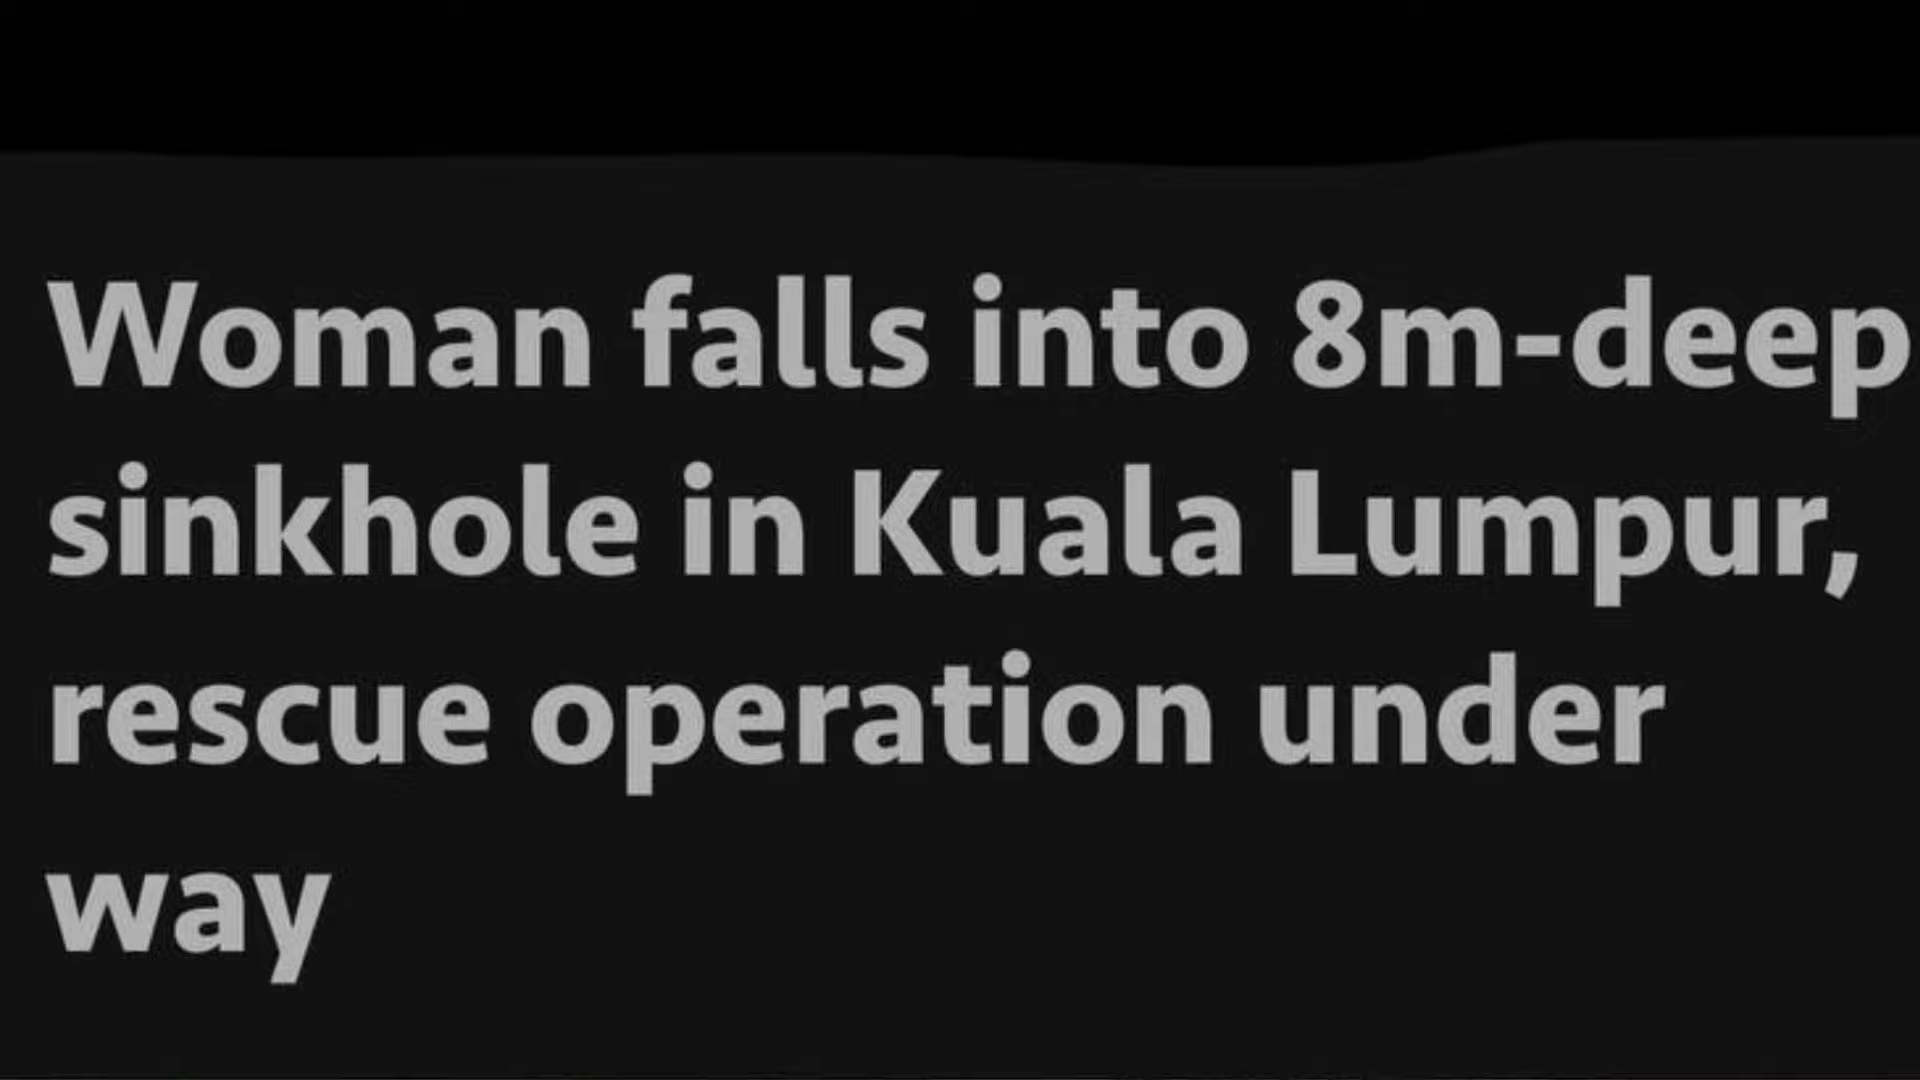 Woman falls into 8m-deep
sinkhole in Kuala Lumpur,
rescue operation under
way